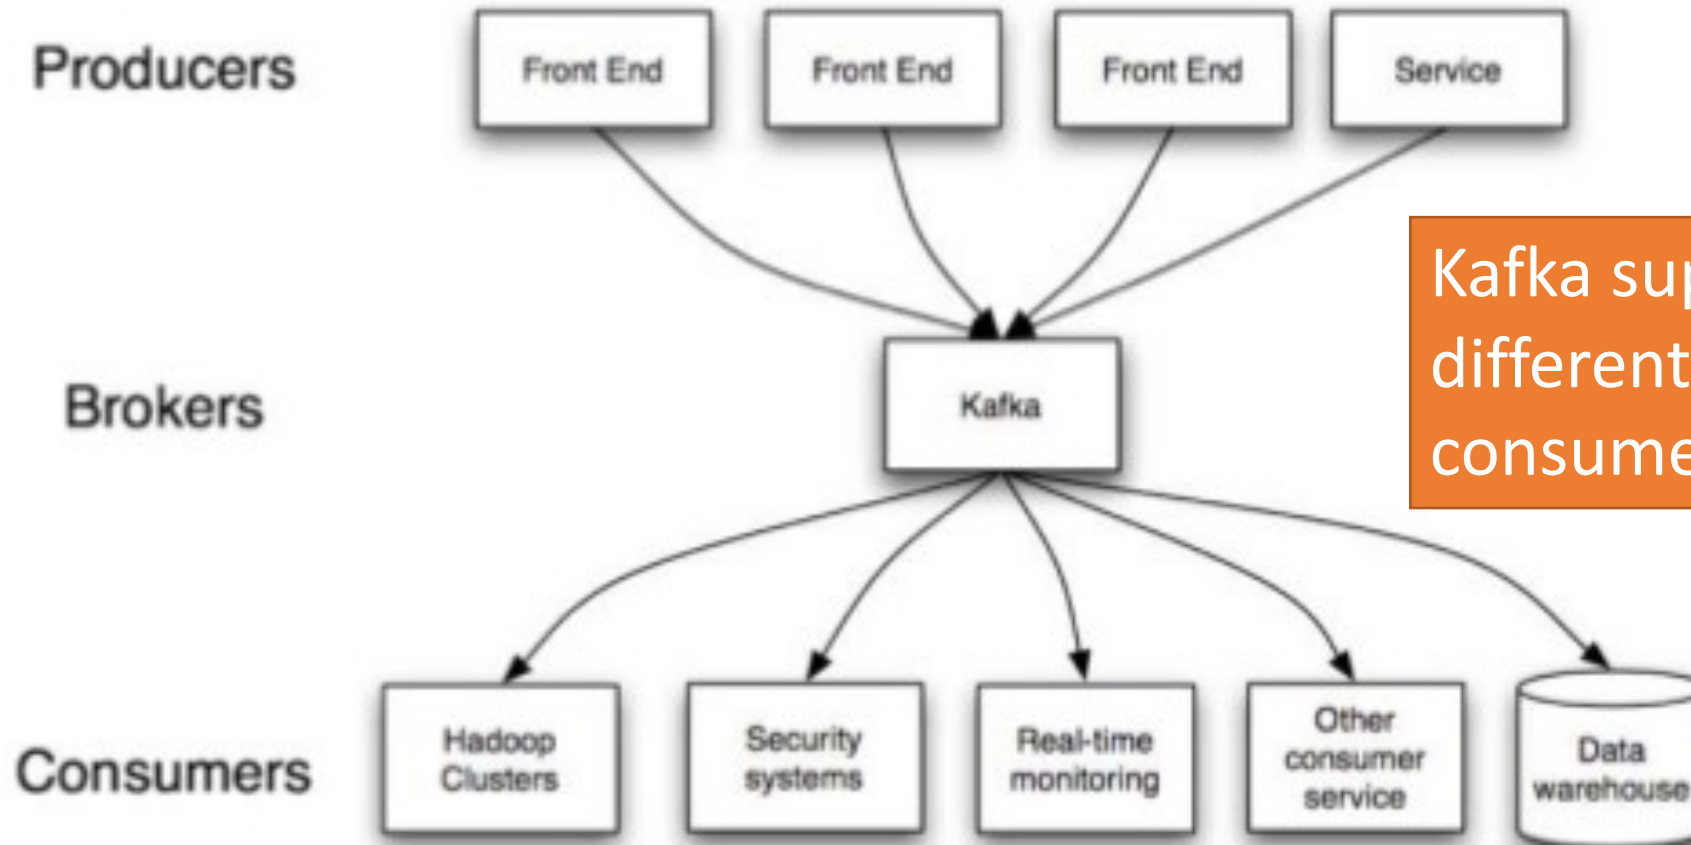 Producers
Front End
Front End
Front End
Service
Kafka
different
consume
Brokers
Kafka
Consumers
Hadoop
Clusters
Security
systems
Real-time
monitoring
Other
consumer
service
Data
warehouse